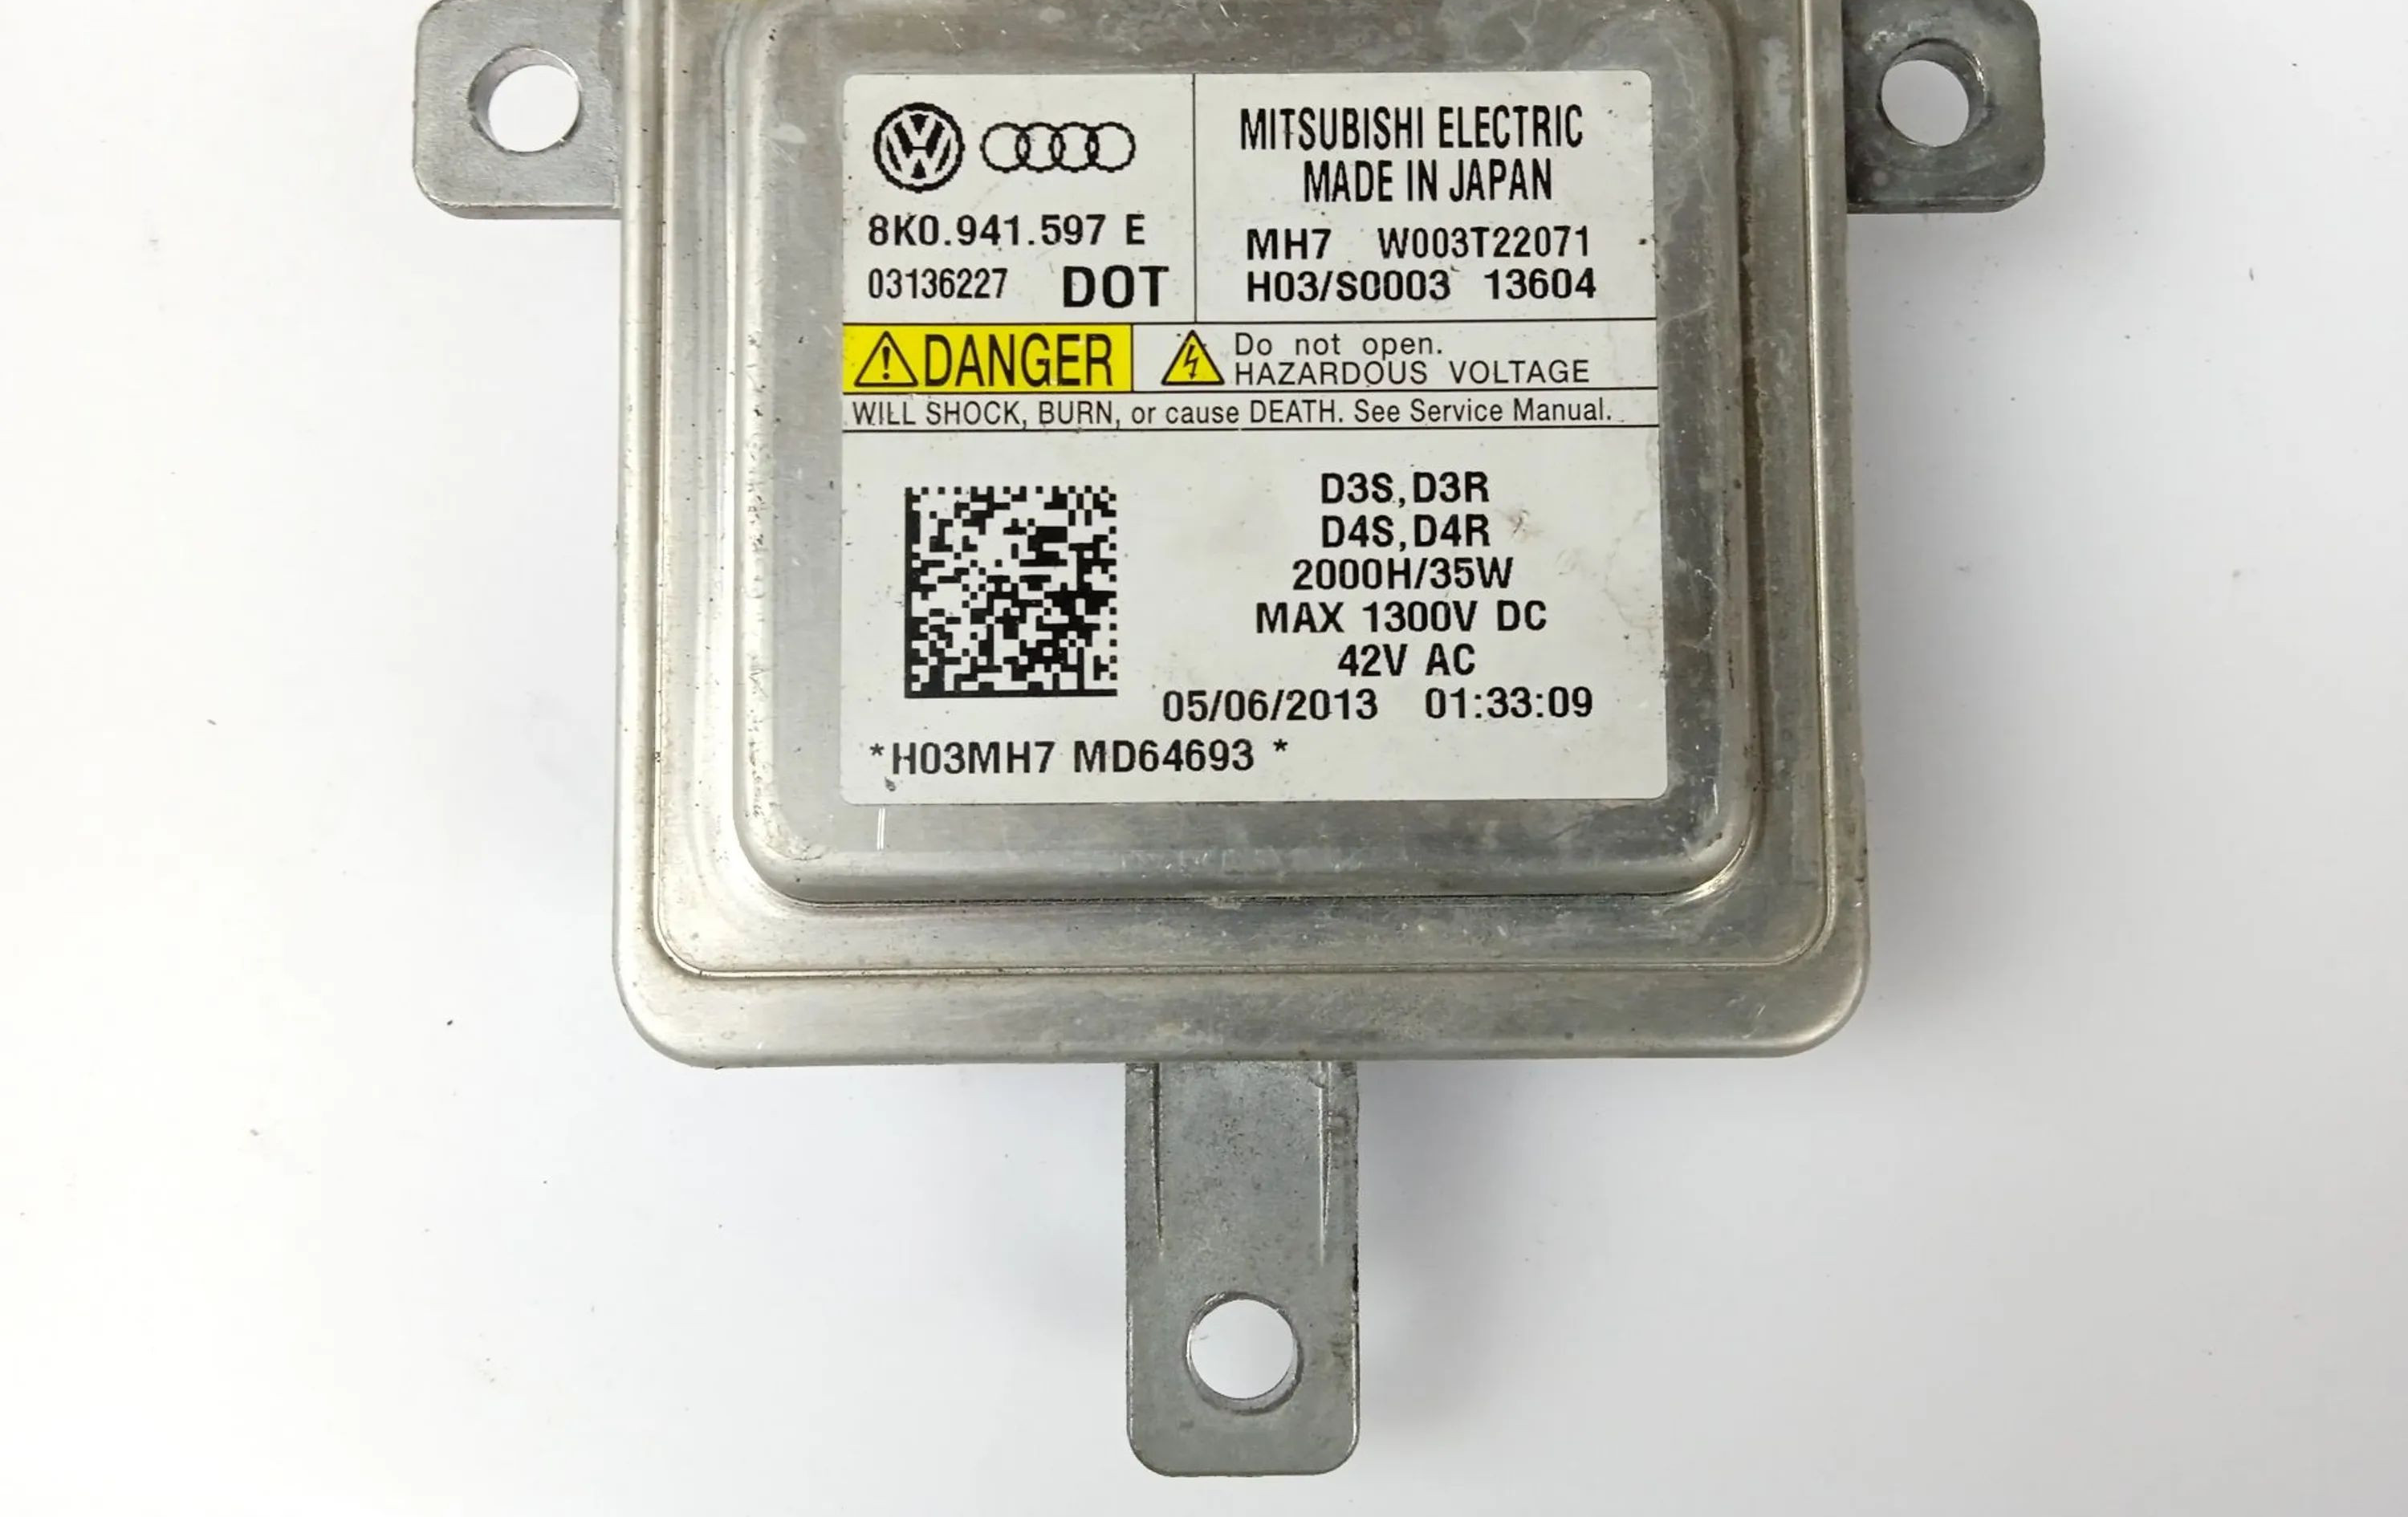 8K0.941.597 E
03136227 DOT
MITSUBISHI ELECTRIC
MADE IN JAPAN
MH7 W003T22071
H03/S0003 13604
DANGER
Do not open.
HAZARDOUS VOLTAGE
WILL SHOCK, BURN, or cause DEATH. See Service Manual.
D3S,D3R
D4S,D4R
2000H/35W
MAX 1300V DC
42V AC
05/06/2013 01:33:09
*H03MH7 MD64693 *